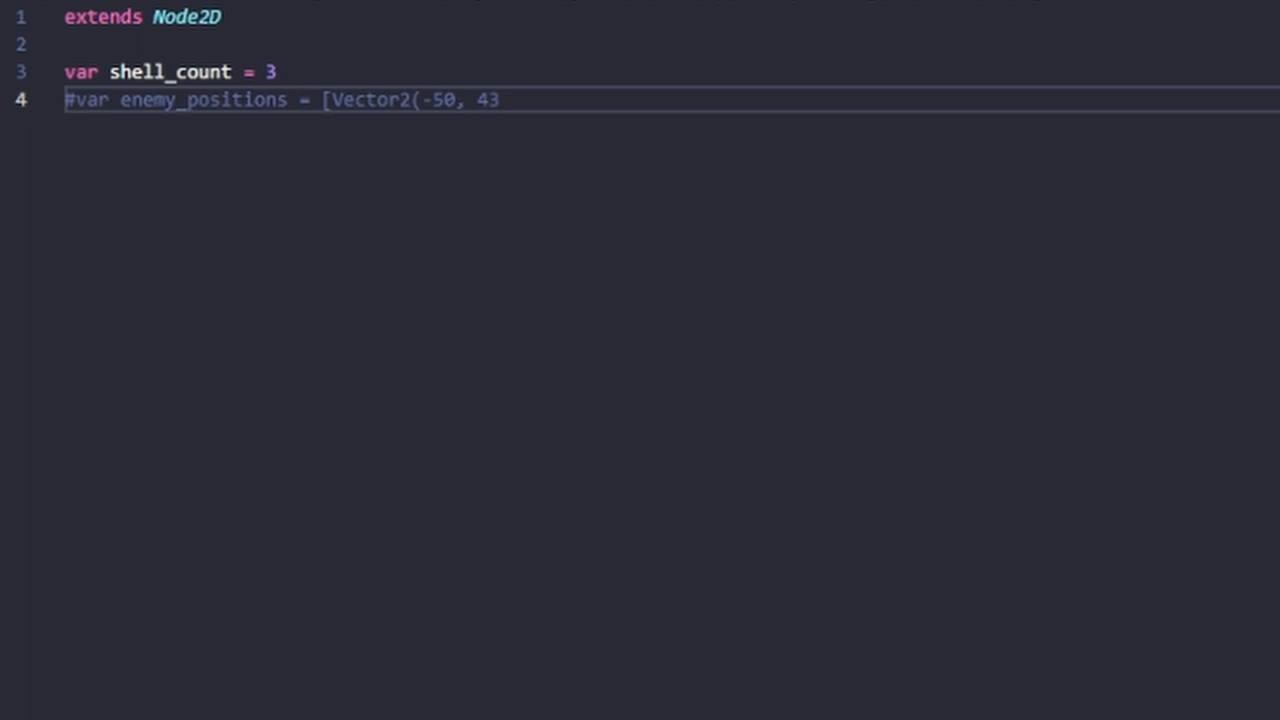 1 extends Node2D
2
3 var shell_count = 3
4 #var enemy_positions = [Vector2(-50, 43